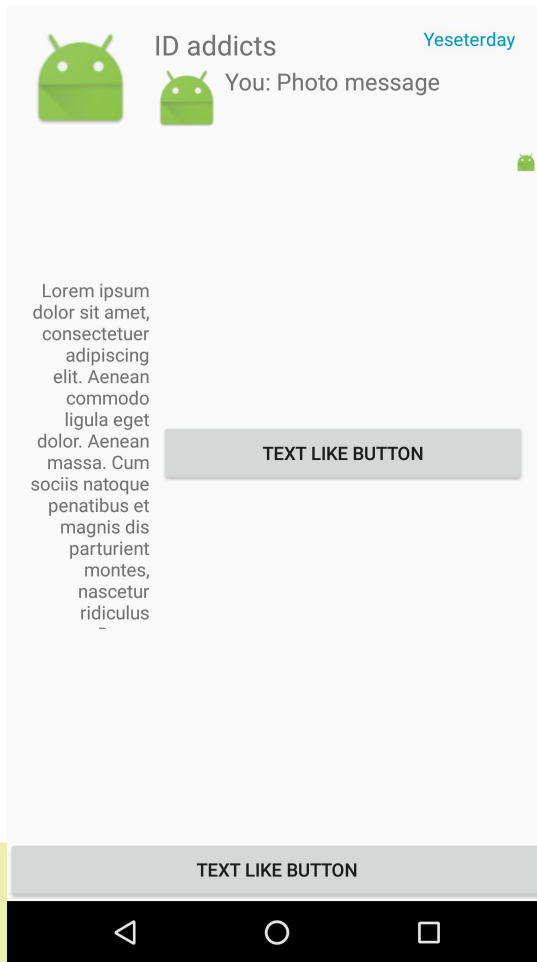 ID addicts
Yeseterday
You: Photo message
Lorem ipsum
dolor sit amet,
consectetuer
adipiscing
elit. Aenean
commodo
ligula eget
dolor. Aenean
massa. Cum
sociis natoque
penatibus et
magnis dis
parturient
montes,
nascetur
ridiculus
TEXT LIKE BUTTON
TEXT LIKE BUTTON